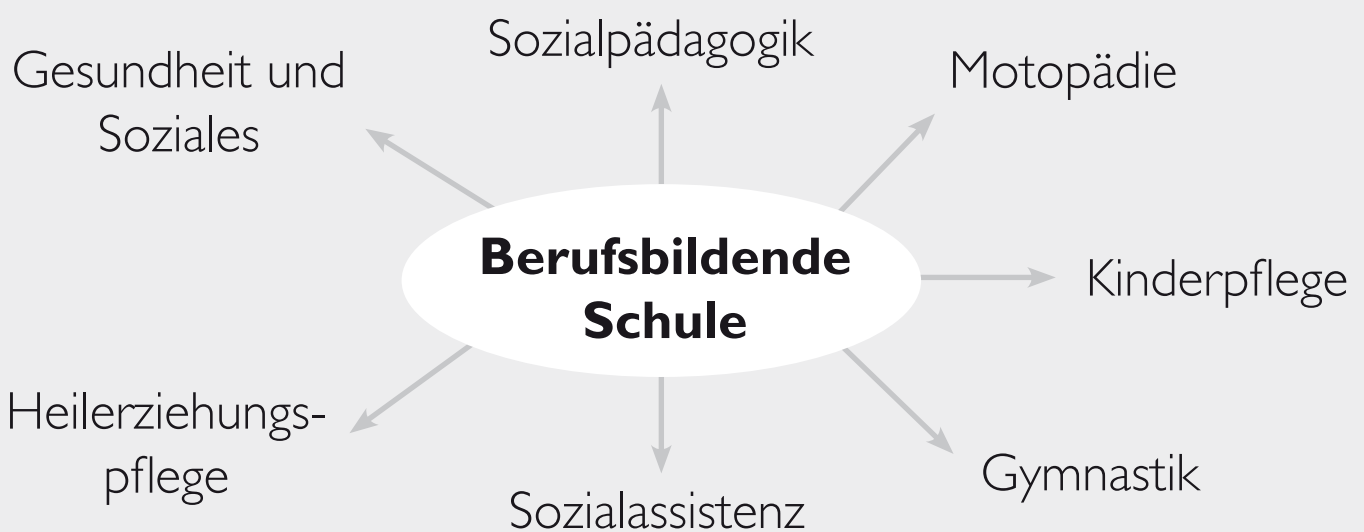 Sozialpädagogik
Gesundheit und
Soziales
Motopädie
Berufsbildende
Schule
Kinderpflege
Heilerziehungs-
pflege
Gymnastik
Sozialassistenz